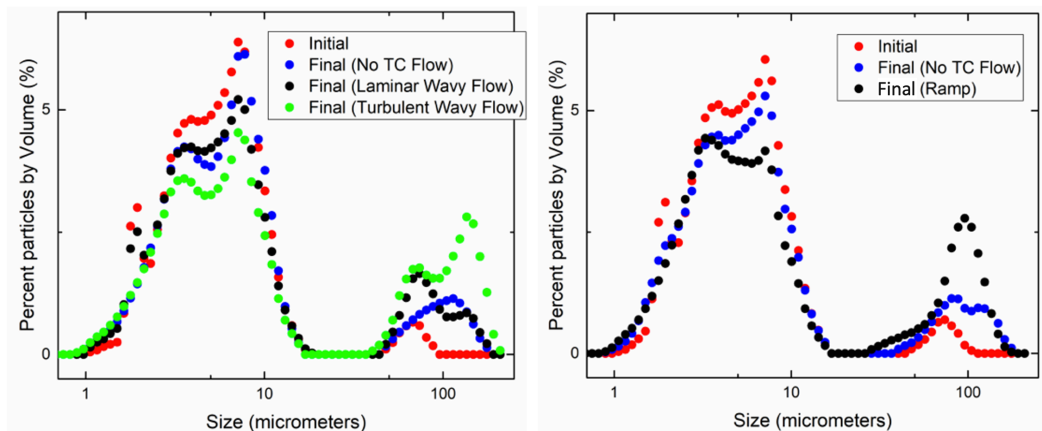 Percent particles by Volume (%)
5
0
Initial
Final (No TC Flow)
Final (Laminar Wavy Flow)
Final (Turbulent Wavy Flow)
1
10
100
Size (micrometers)
Percent particles by Volume (%)
5
0
Initial
Final (No TC Flow)
Final (Ramp)
1
10
100
Size (micrometers)